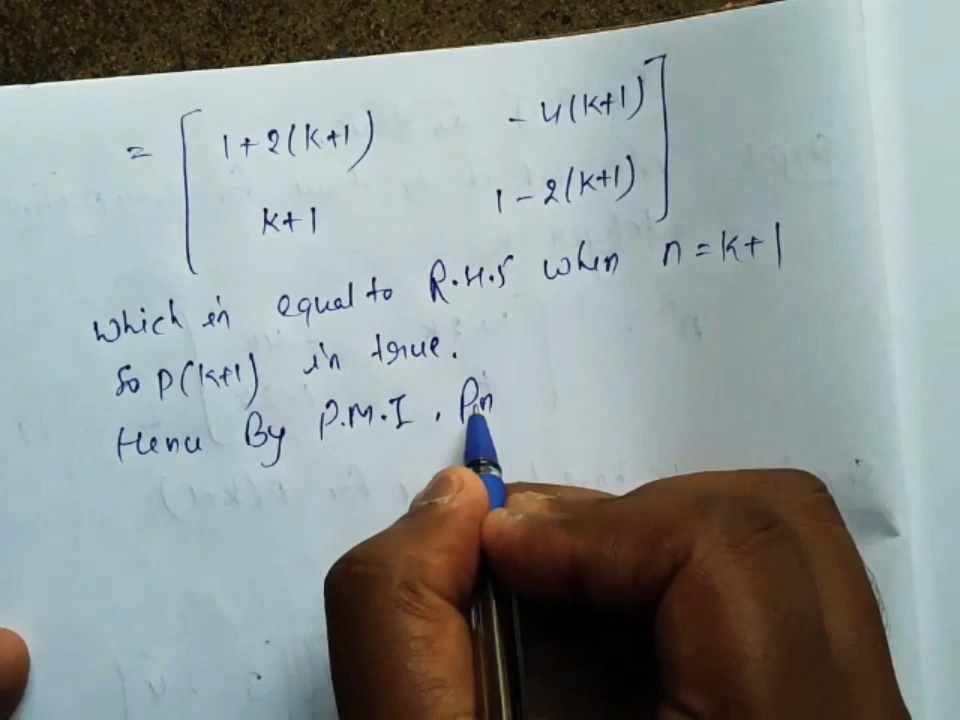 = [ 1+2(k+1) -4(k+1)
k+1 1-2(k+1) ]
which is equal to R.H.S when n=k+1
So P(k+1) is true.
Hence By P.M.I. Pn